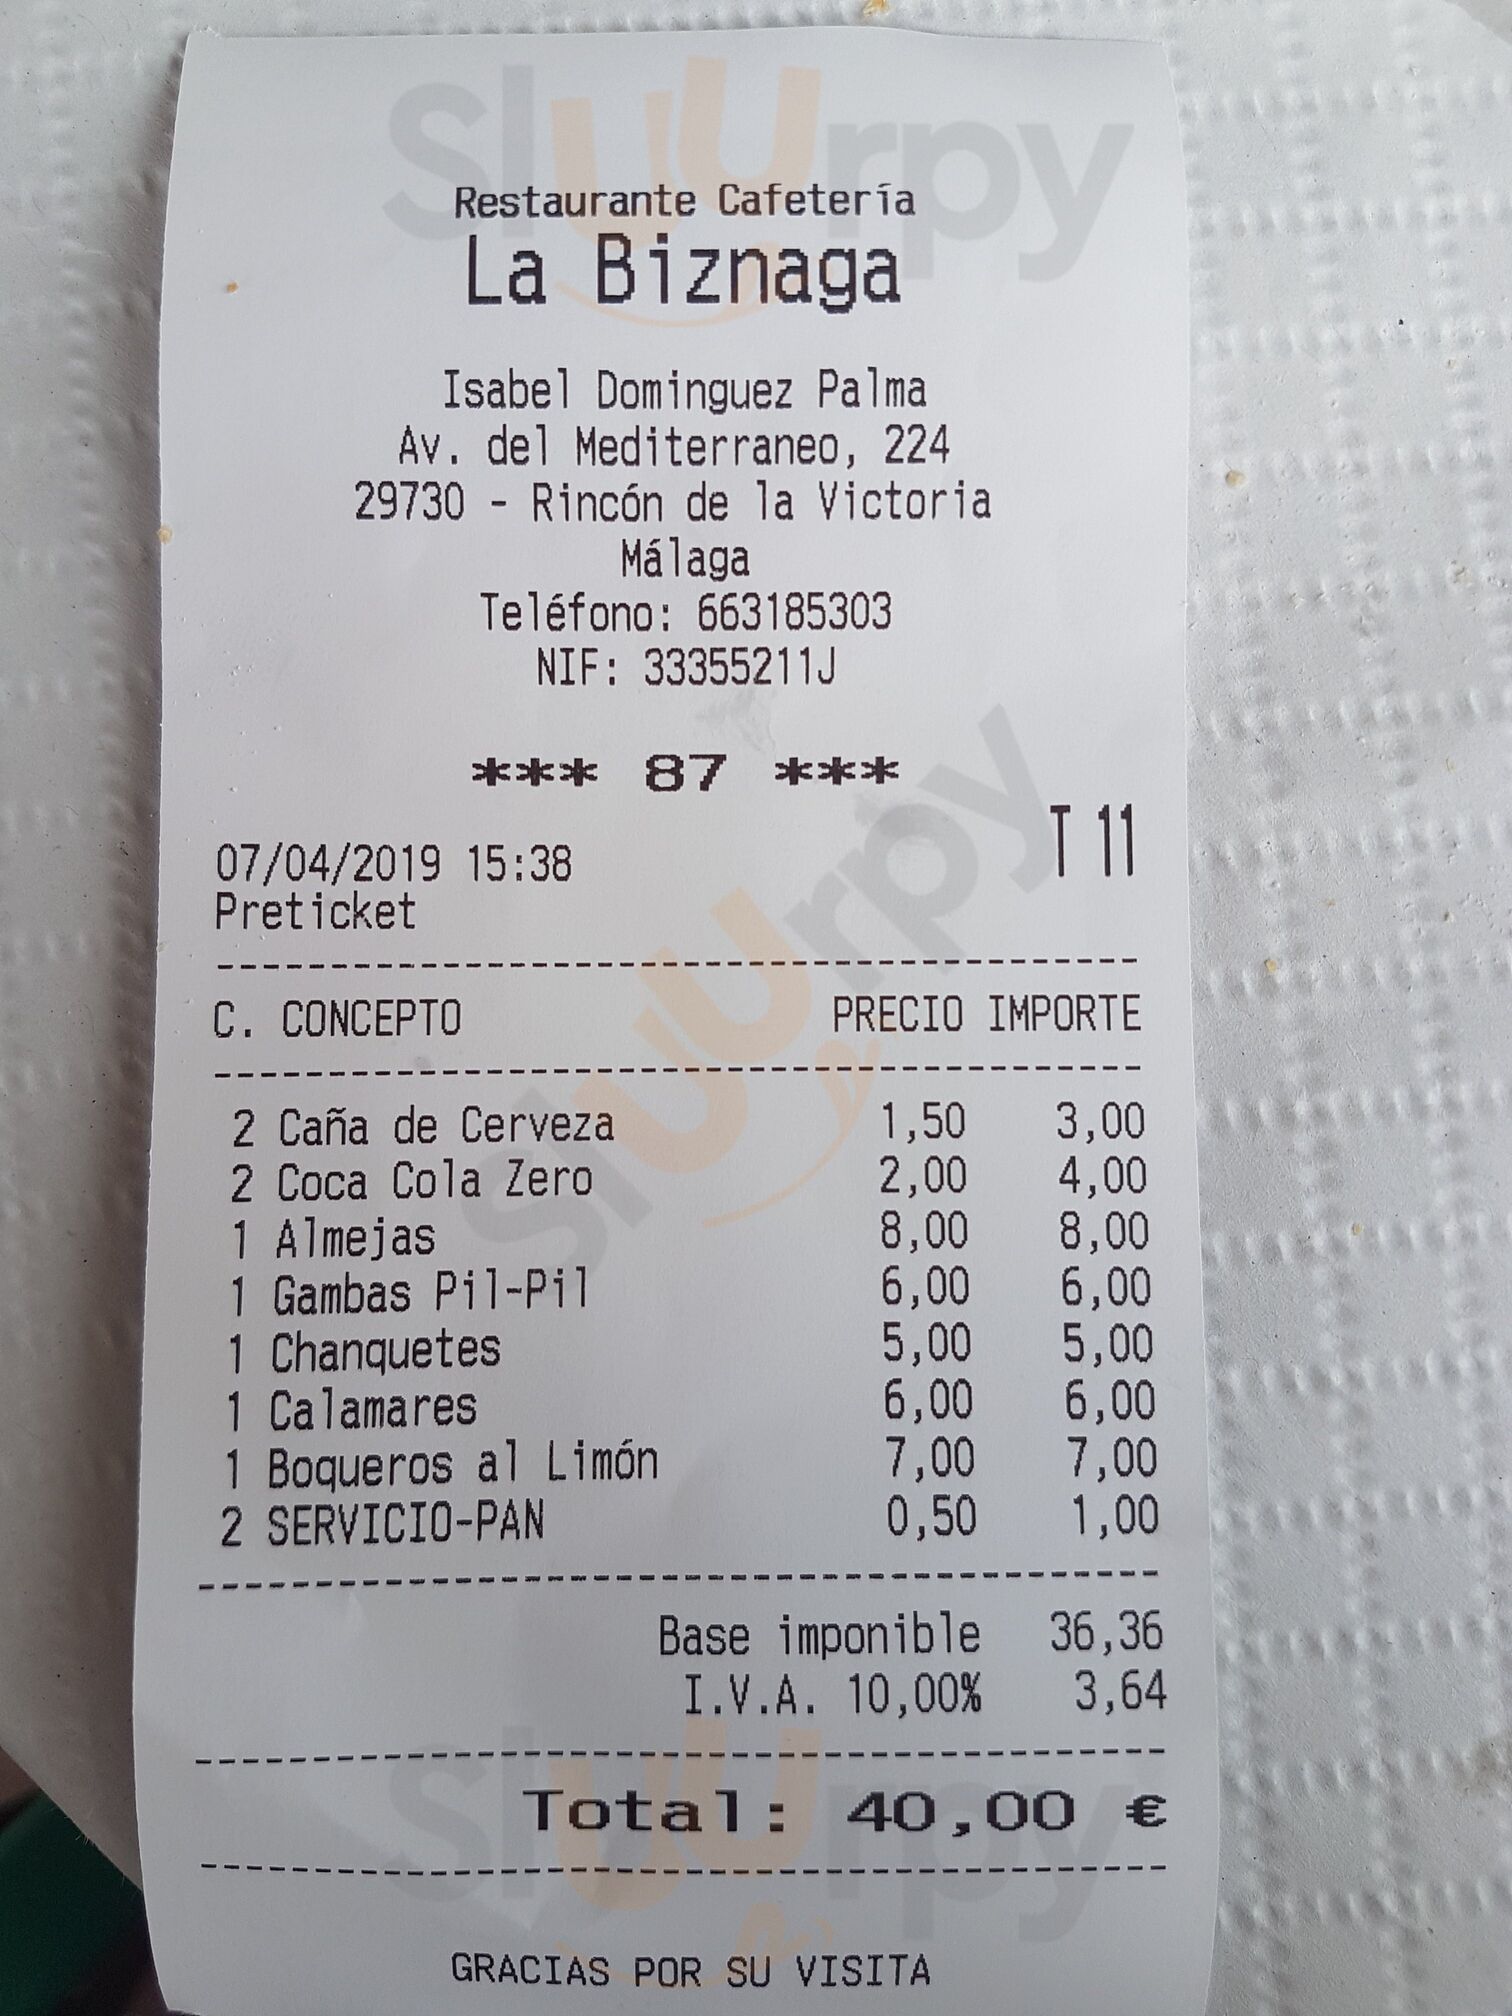 Sluurpy
Restaurante Cafetería
La Biznaga
Isabel Dominguez Palma
Av. del Mediterraneo, 224
29730 - Rincón de la Victoria
Málaga
Teléfono: 663185303
NIF: 33355211J
*** 87 ***
T 11
07/04/2019 15:38
Preticket
C. CONCEPTO PRECIO IMPORTE
2 Caña de Cerveza 1,50 3,00
2 Coca Cola Zero 2,00 4,00
1 Almejas 8,00 8,00
1 Gambas Pil-Pil 6,00 6,00
1 Chanquetes 5,00 5,00
1 Calamares 6,00 6,00
1 Boqueros al Limón 7,00 7,00
2 SERVICIO-PAN 0,50 1,00
Base imponible 36,36
I.V.A. 10,00% 3,64
Total: 40,00 €
GRACIAS POR SU VISITA
Sluurpy
Sluurpy